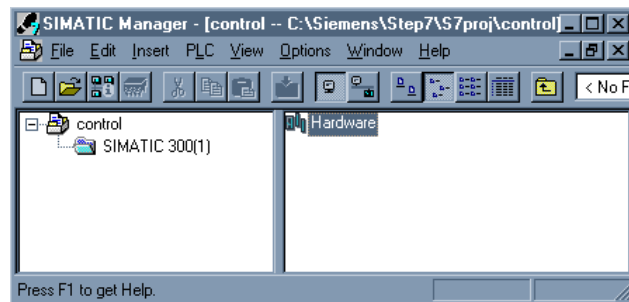 SIMATIC Manager - [control -- C:\Siemens\Step7\S7proj\control]
File Edit Insert PLC View Options Window Help
< No F
control
SIMATIC 300(1)
Hardware
Press F1 to get Help.